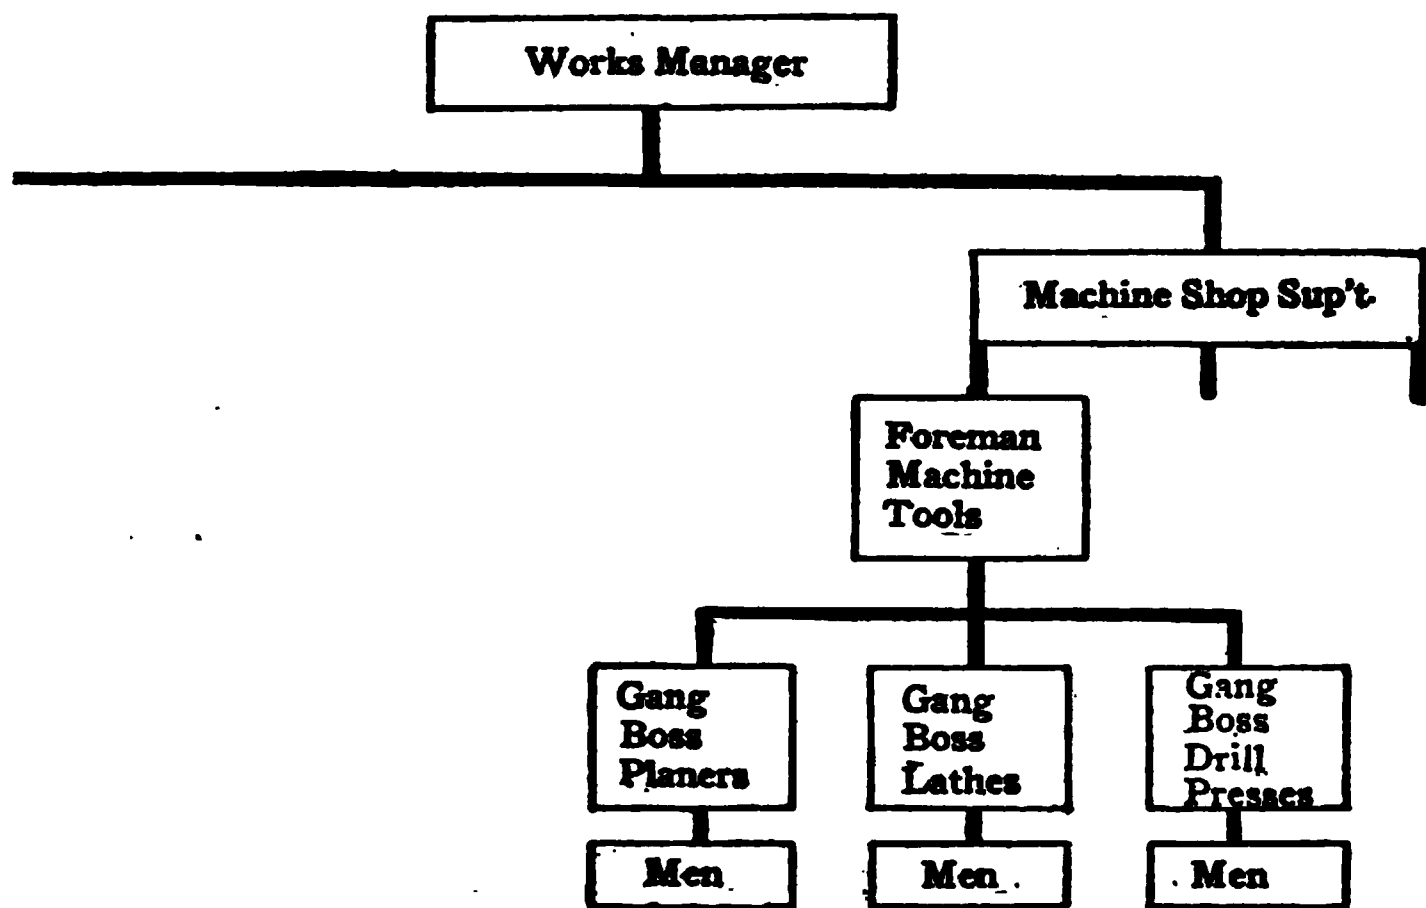 Works Manager
Machine Shop Sup't.
Foreman
Machine
Tools
Gang
Boss
Planers
Gang
Boss
Lathes
Gang
Boss
Drill
Presses
Men
Men
Men